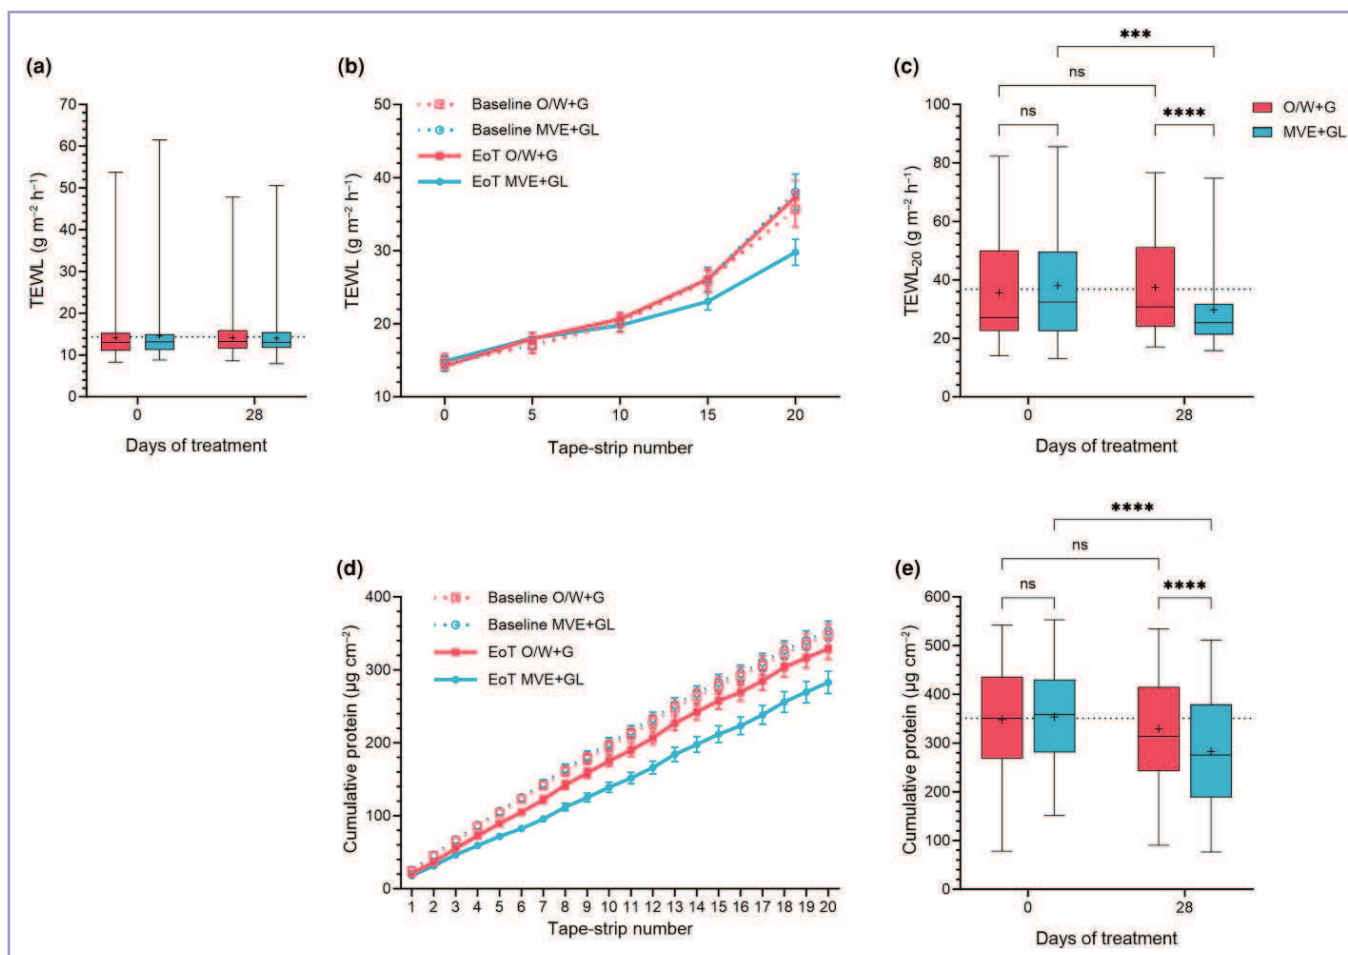 (a)
70
60
50
40
30
20
10
0
TEWL (g m⁻² h⁻¹)
0 28
Days of treatment
(b)
Baseline O/W+G
Baseline MVE+GL
EoT O/W+G
EoT MVE+GL
50
40
30
20
10
TEWL (g m⁻² h⁻¹)
0 5 10 15 20
Tape-strip number
(c)
***
ns
ns
****
O/W+G
MVE+GL
100
80
60
40
20
0
TEWL₂₀ (g m⁻² h⁻¹)
0 28
Days of treatment
(d)
Baseline O/W+G
Baseline MVE+GL
EoT O/W+G
EoT MVE+GL
400
300
200
100
0
Cumulative protein (µg cm⁻²)
1 2 3 4 5 6 7 8 9 10 11 12 13 14 15 16 17 18 19 20
Tape-strip number
(e)
****
ns
ns
****
600
500
400
300
200
100
0
Cumulative protein (µg cm⁻²)
0 28
Days of treatment